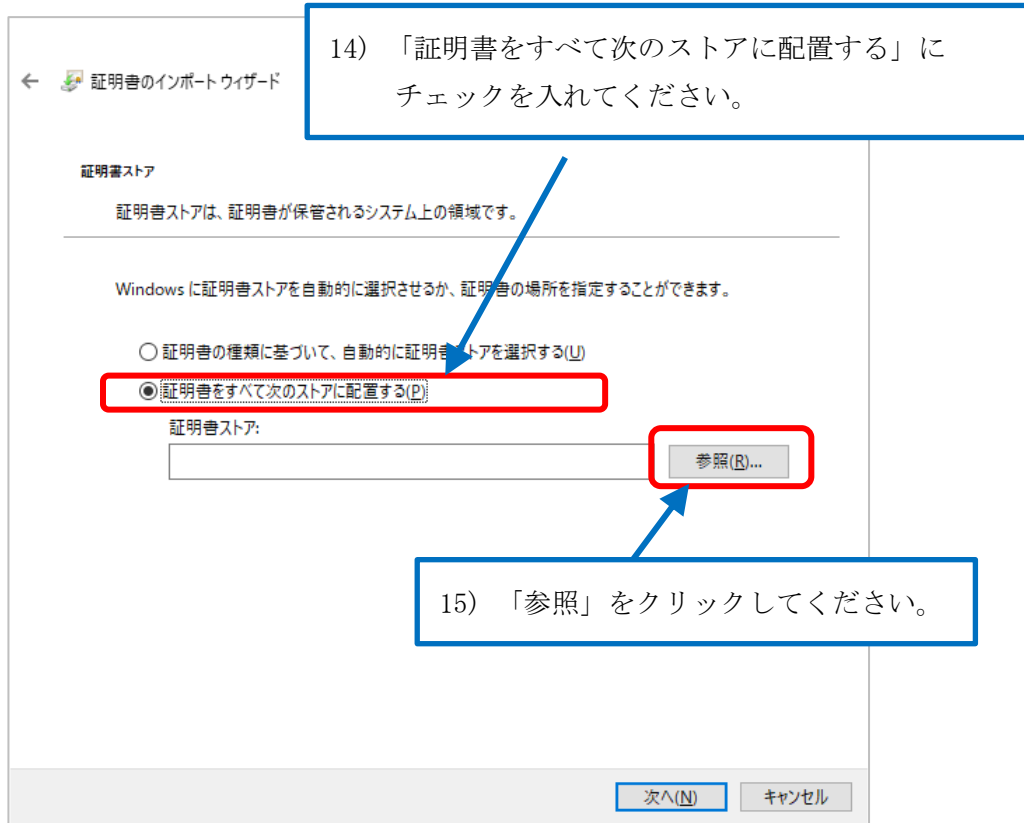 14) 「証明書をすべて次のストアに配置する」に
チェックを入れてください。
← 証明書のインポート ウィザード
証明書ストア
証明書ストアは、証明書が保管されるシステム上の領域です。
Windows に証明書ストアを自動的に選択させるか、証明書の場所を指定することができます。
証明書の種類に基づいて、自動的に証明書ストアを選択する(U)
証明書をすべて次のストアに配置する(P)
証明書ストア:
参照(R)...
15) 「参照」をクリックしてください。
次へ(N) キャンセル